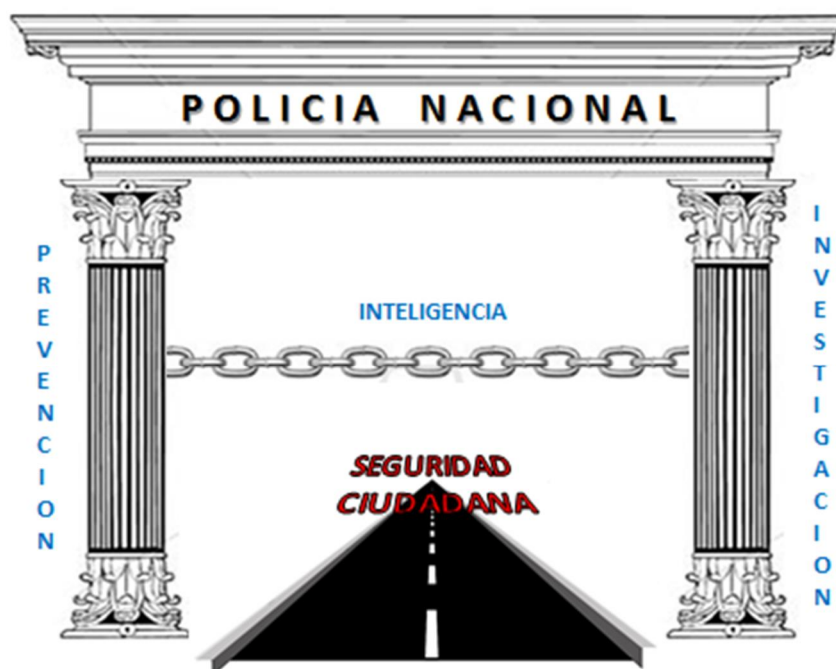 POLICIA NACIONAL
PREVENCION
INTELIGENCIA
INVESTIGACION
SEGURIDAD
CIUDADANA